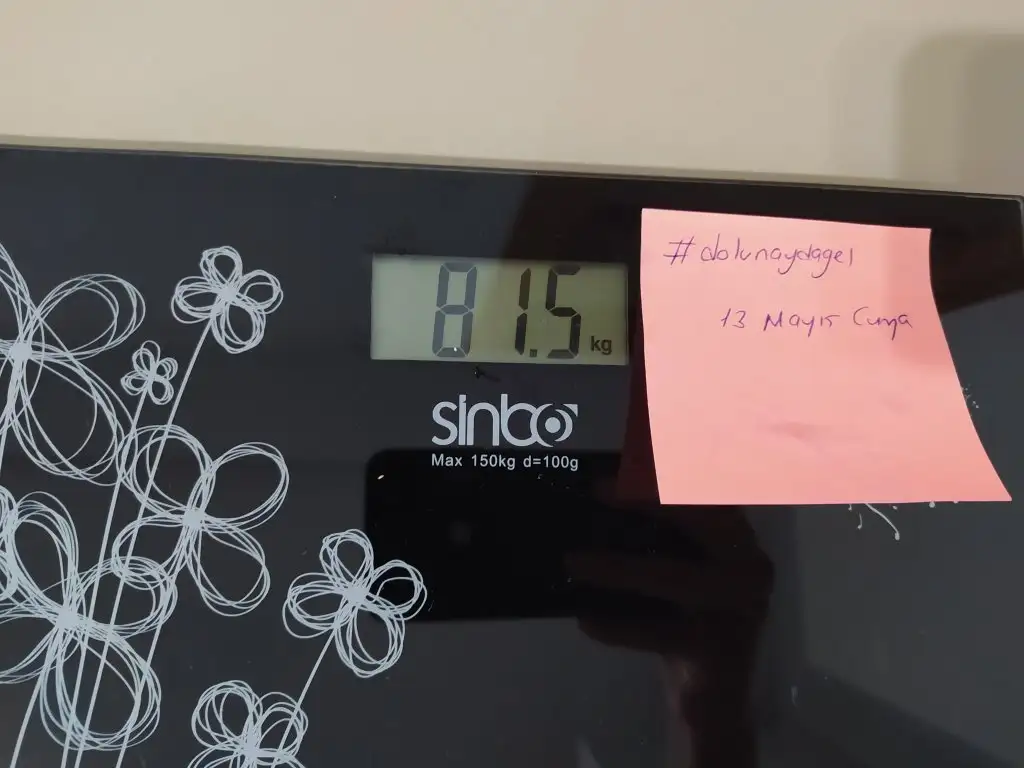 #dolunaydagel
13 Mayıs Cuma
81.5 kg
sinbo
Max 150kg d=100g